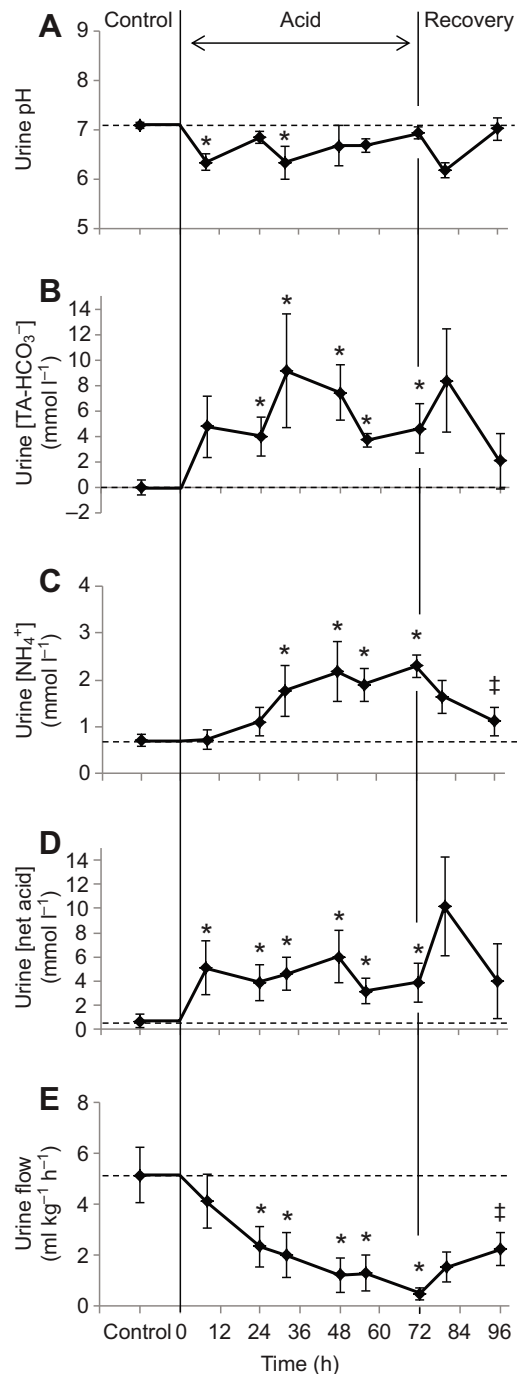 Control Acid Recovery
A
9
8
7
6
5
Urine pH
* *
B
14
12
10
8
6
4
2
0
–2
Urine [TA-HCO₃⁻]
(mmol l⁻¹)
* * * * *
C
4
3
2
1
0
Urine [NH₄⁺]
(mmol l⁻¹)
* * * * ‡
D
14
12
10
8
6
4
2
0
Urine [net acid]
(mmol l⁻¹)
* * * * * *
E
8
6
4
2
0
Urine flow
(ml kg⁻¹ h⁻¹)
* * * * * ‡
Control 0 12 24 36 48 60 72 84 96
Time (h)